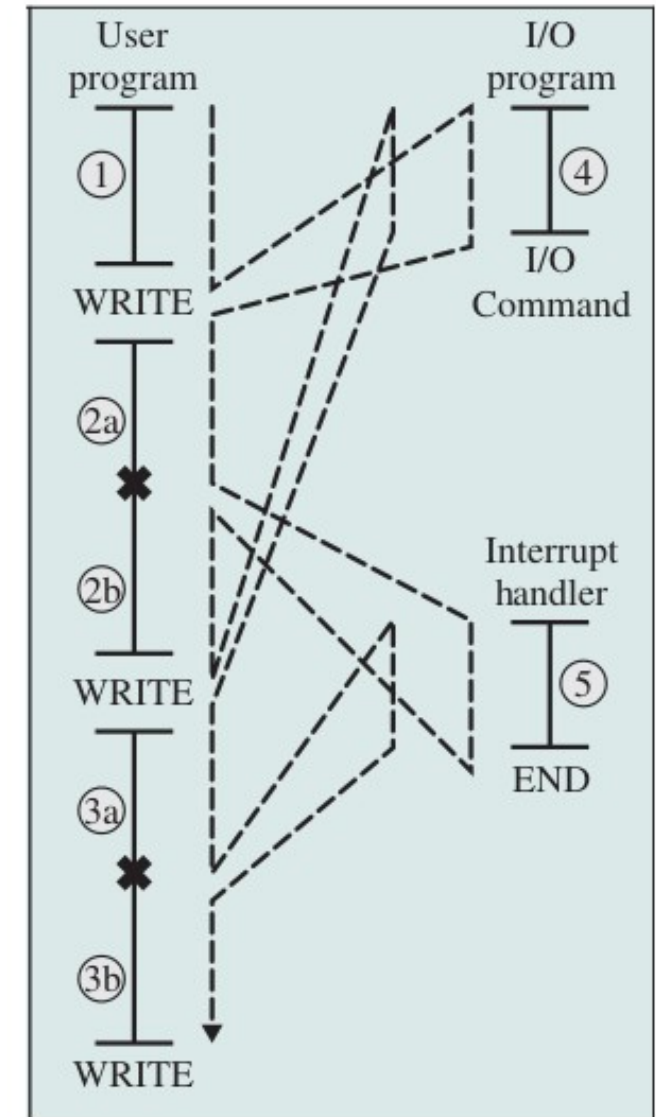 User
program
1
WRITE
2a
2b
WRITE
3a
3b
WRITE
I/O
program
4
I/O
Command
Interrupt
handler
5
END